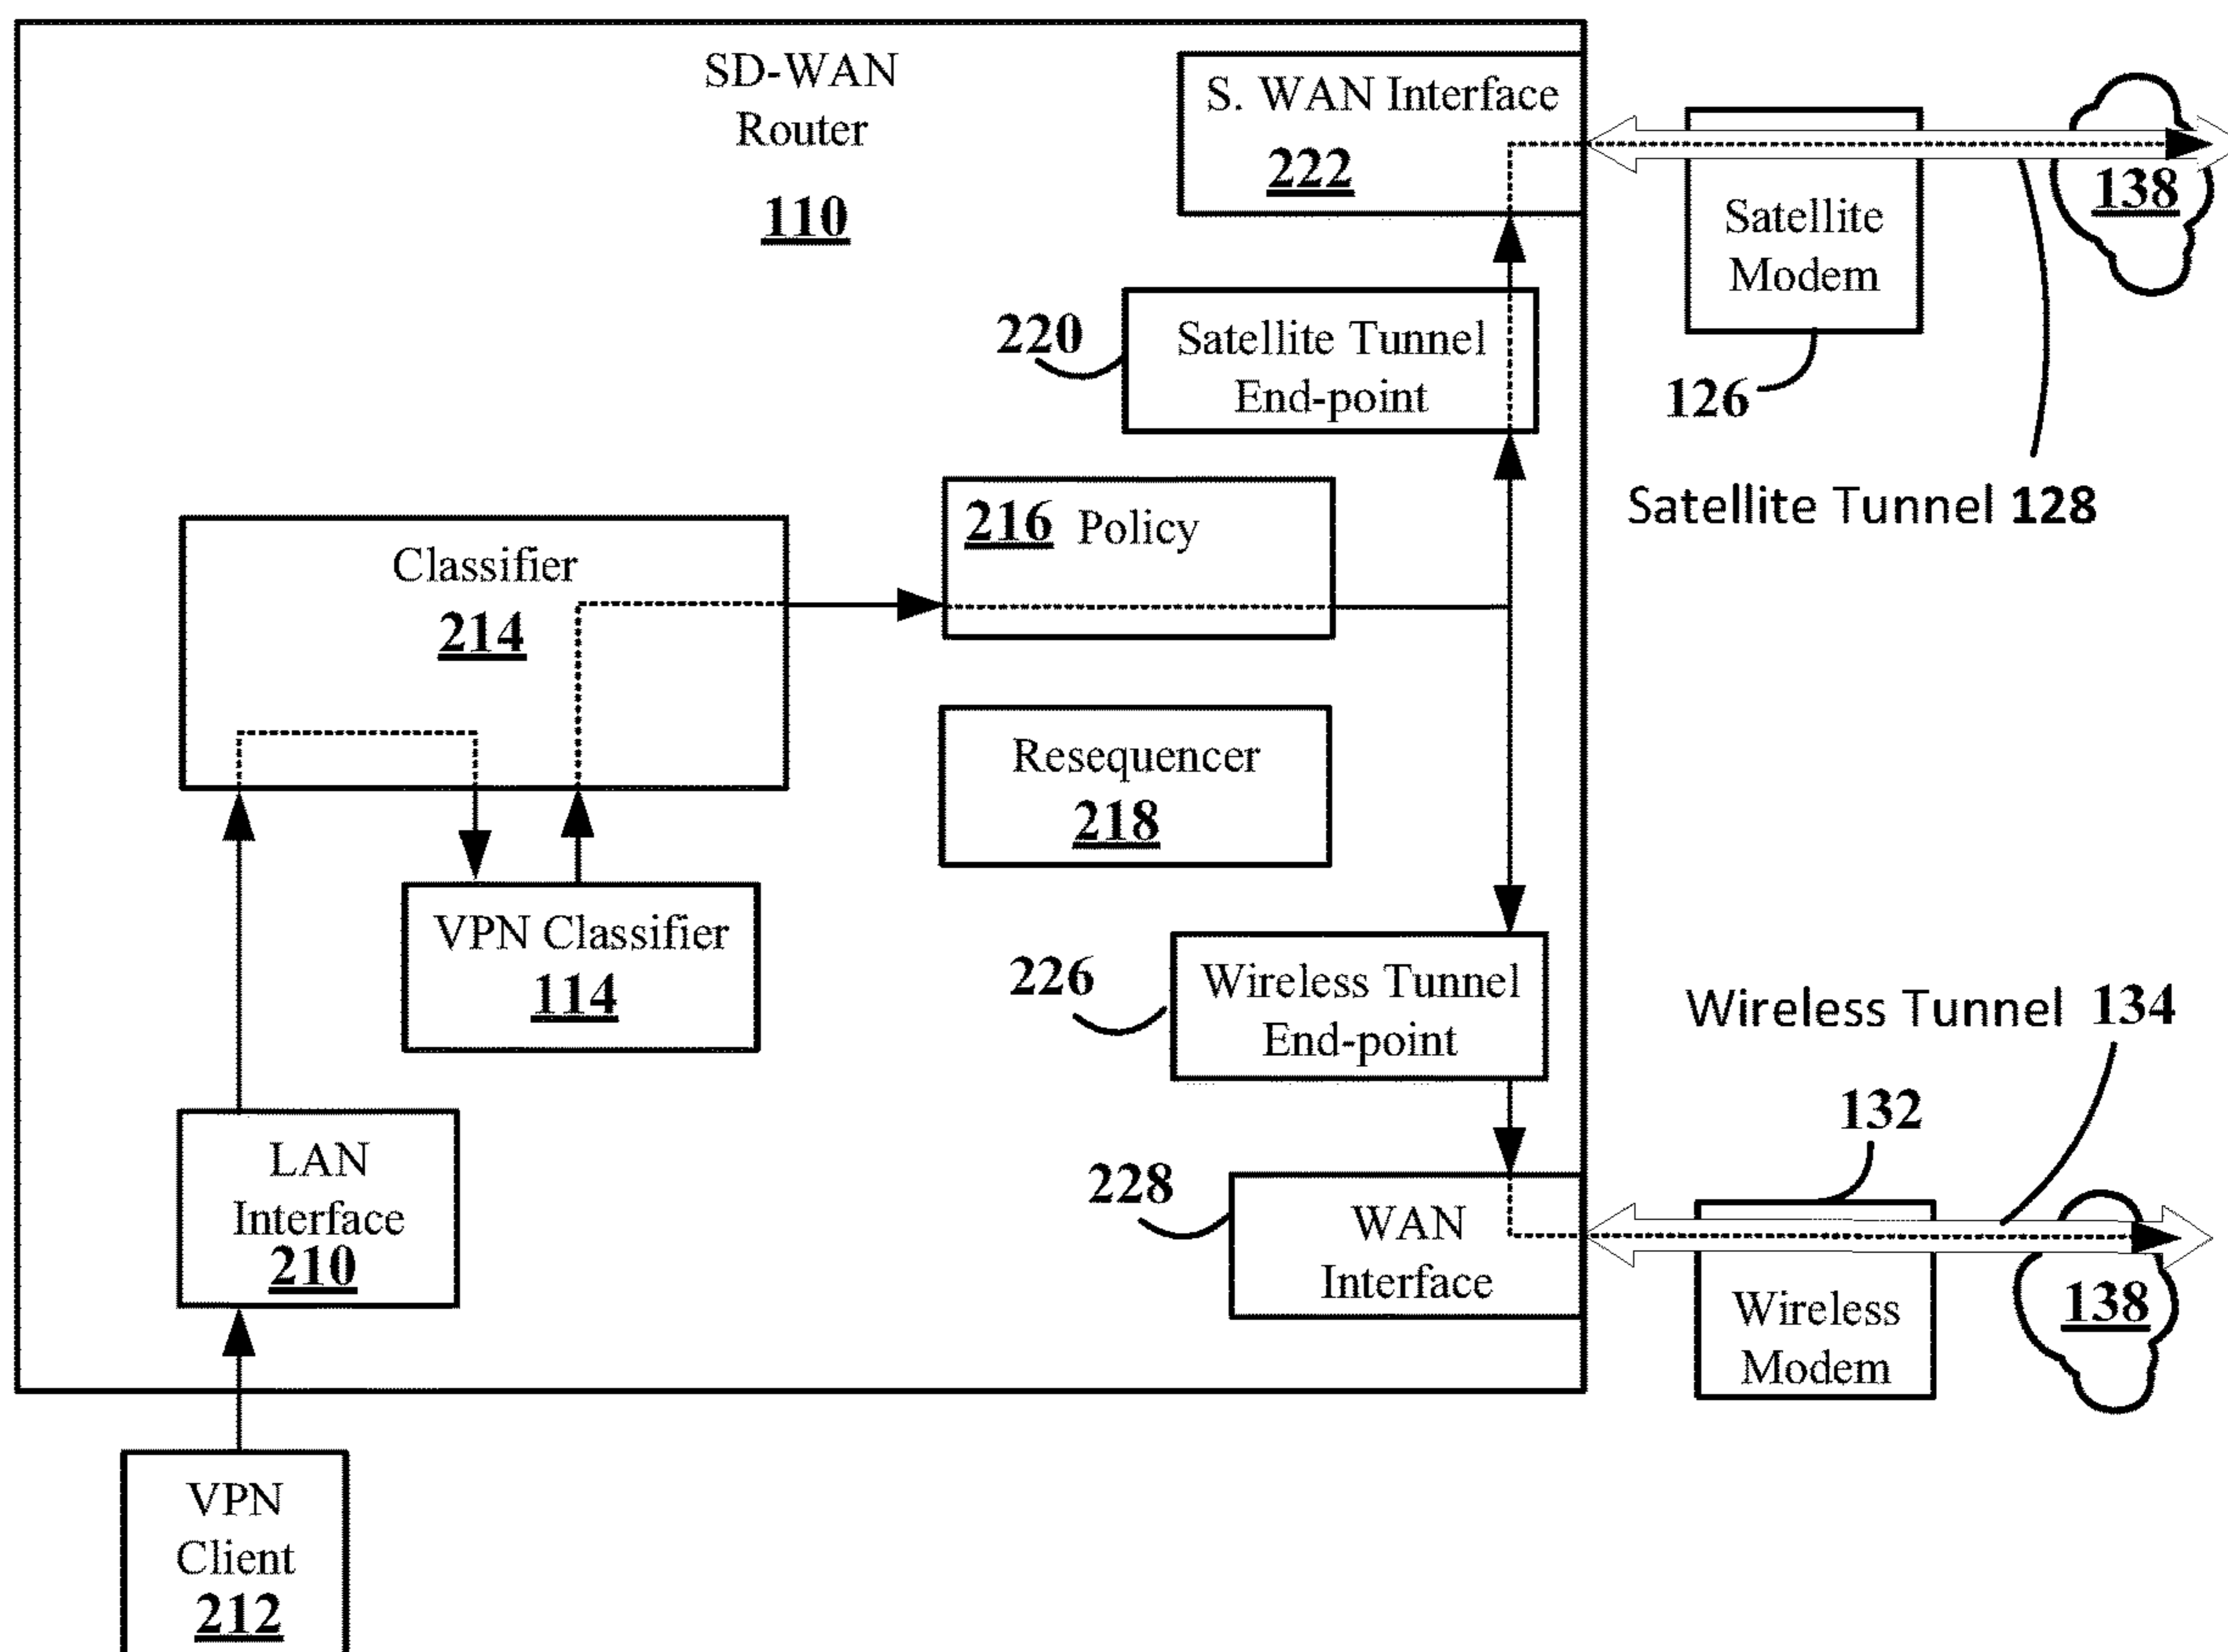 SD-WAN
Router
110
S. WAN Interface
222
138
Satellite
Modem
220
Satellite Tunnel
End-point
126
Satellite Tunnel 128
216 Policy
Classifier
214
Resequencer
218
VPN Classifier
114
226
Wireless Tunnel
End-point
Wireless Tunnel 134
132
LAN
Interface
210
228
WAN
Interface
138
Wireless
Modem
VPN
Client
212